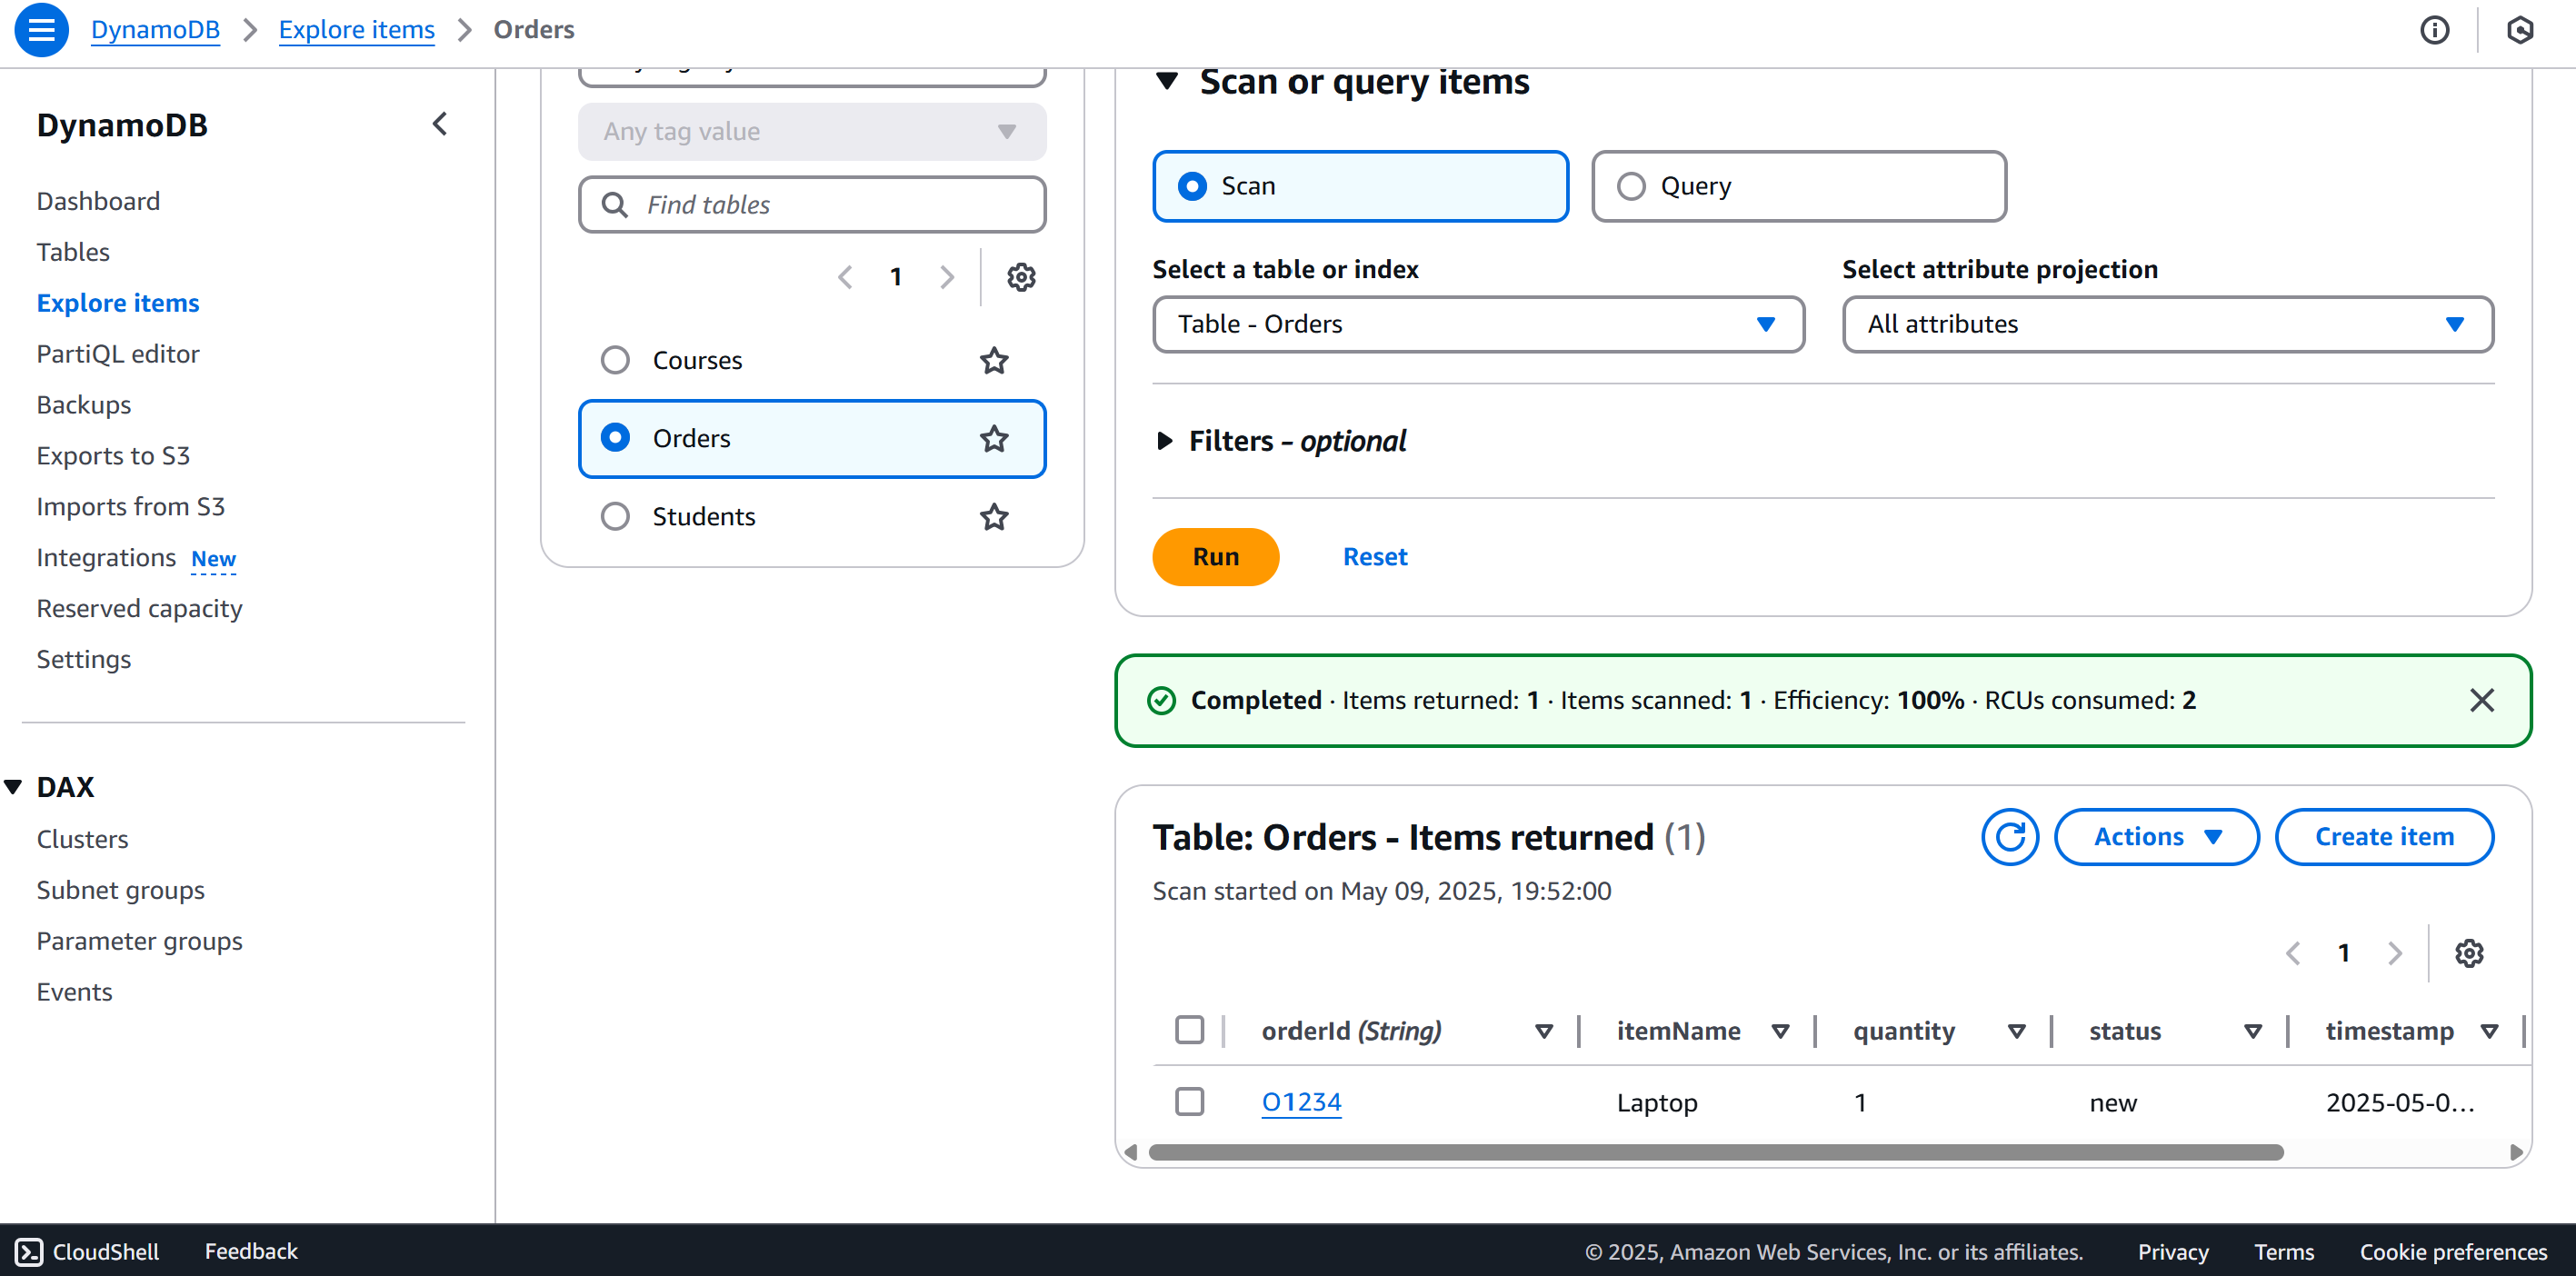 DynamoDB > Explore items > Orders
DynamoDB
Dashboard
Tables
Explore items
PartiQL editor
Backups
Exports to S3
Imports from S3
Integrations New
Reserved capacity
Settings
DAX
Clusters
Subnet groups
Parameter groups
Events
Any tag value
Find tables
1
Courses
Orders
Students
Scan or query items
Scan
Query
Select a table or index
Table - Orders
Select attribute projection
All attributes
Filters – optional
Run
Reset
Completed · Items returned: 1 · Items scanned: 1 · Efficiency: 100% · RCUs consumed: 2
Table: Orders - Items returned (1)
Actions
Create item
Scan started on May 09, 2025, 19:52:00
1
orderId (String) itemName quantity status timestamp
O1234 Laptop 1 new 2025-05-0...
CloudShell Feedback © 2025, Amazon Web Services, Inc. or its affiliates. Privacy Terms Cookie preferences